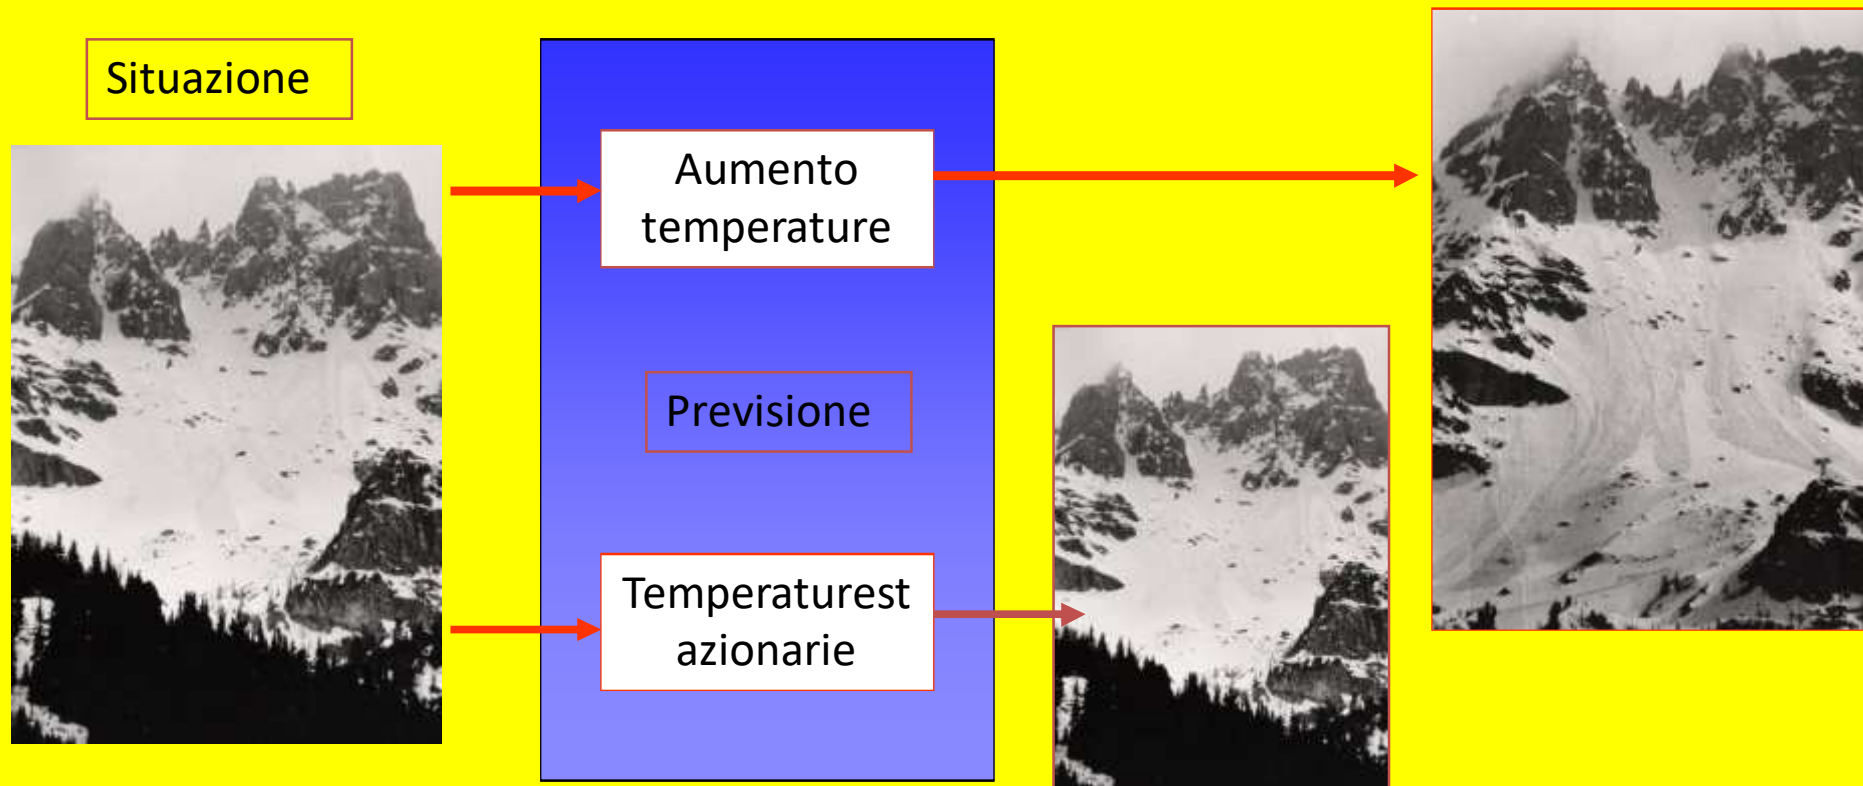 Situazione
Aumento
temperature
Previsione
Temperaturest
azionarie